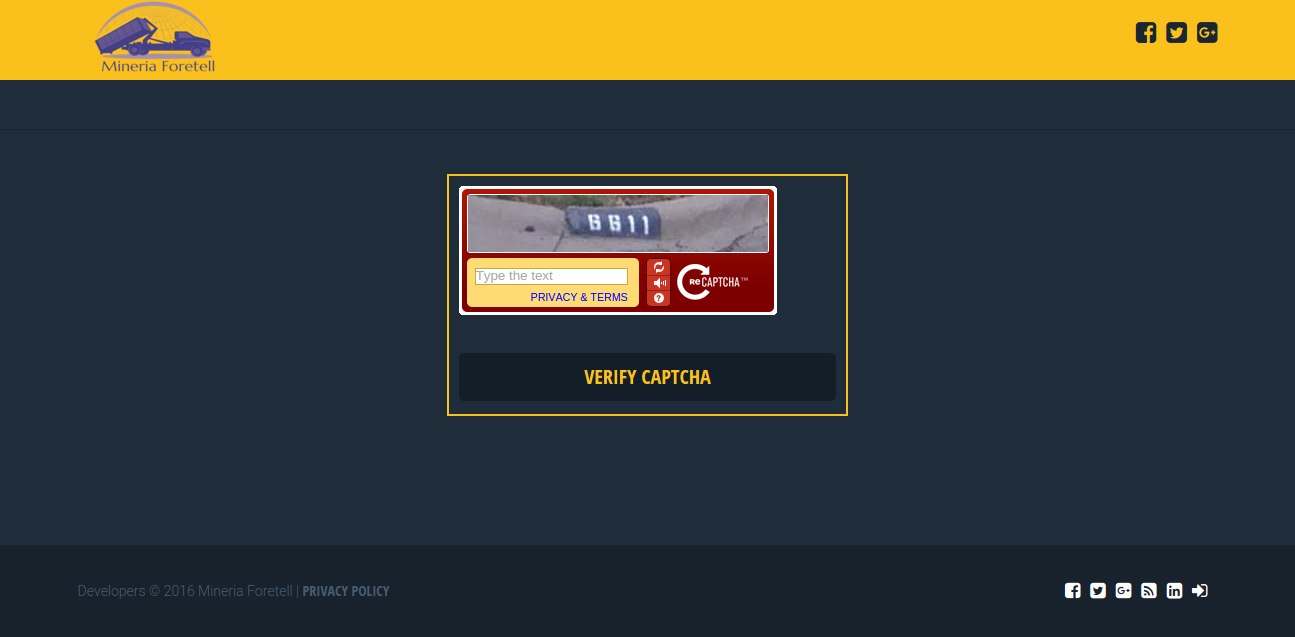 Mineria Foretell
6611
Type the text
PRIVACY & TERMS
reCAPTCHA™
VERIFY CAPTCHA
Developers © 2016 Mineria Foretell | PRIVACY POLICY